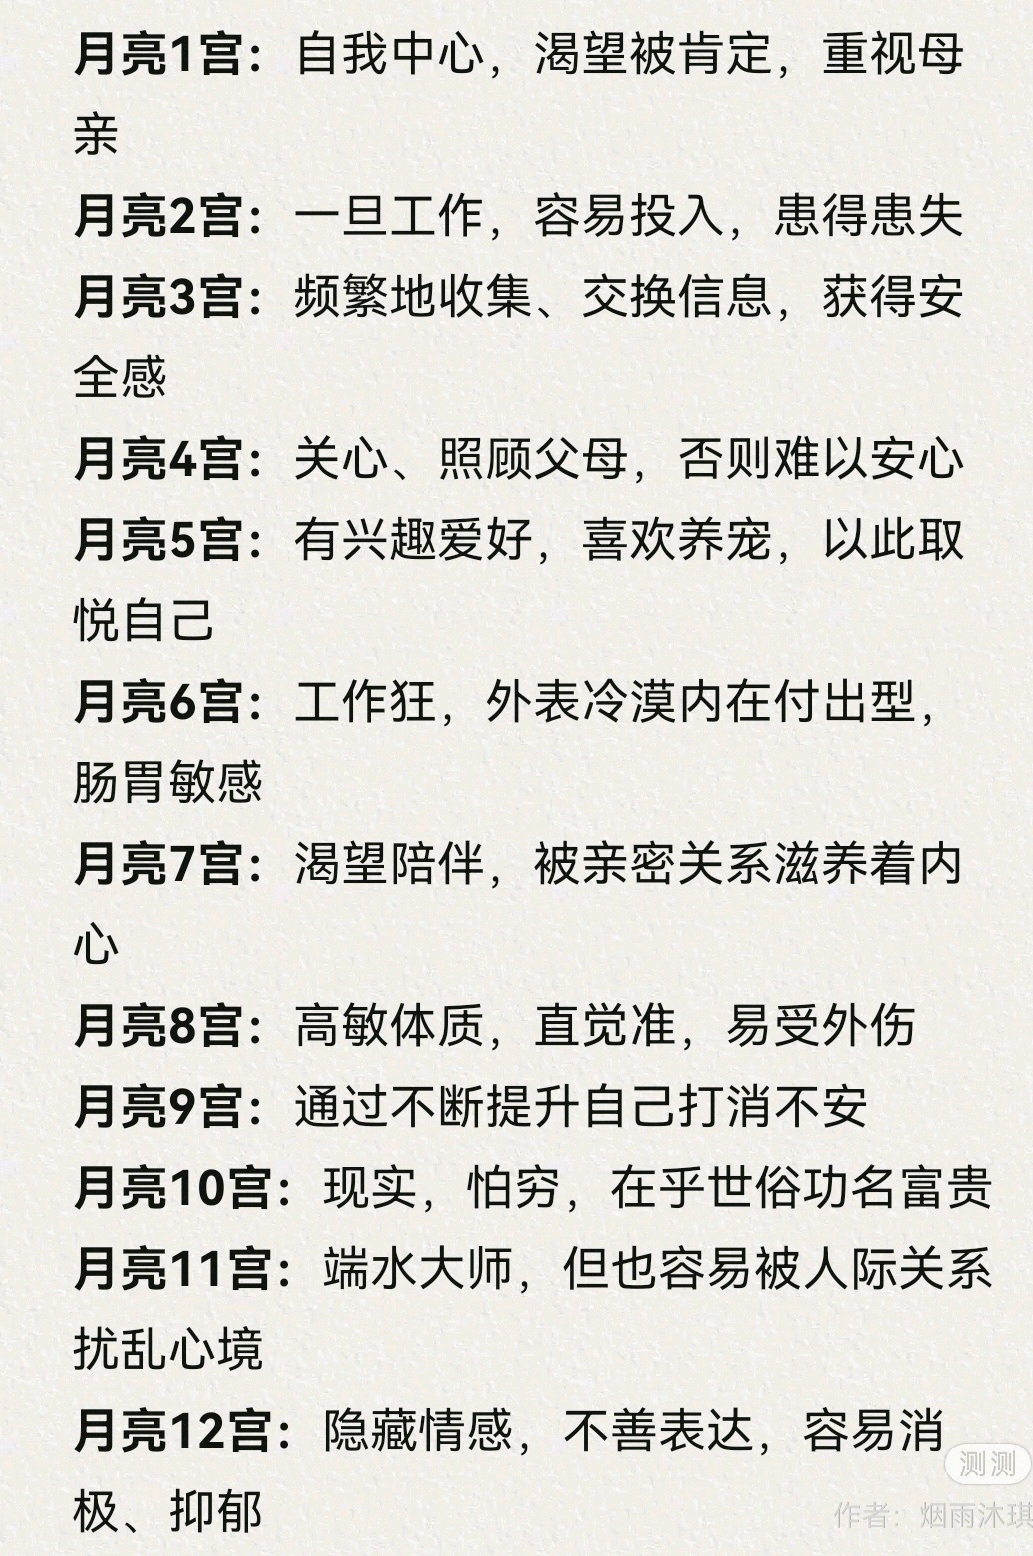 月亮1宫：自我中心，渴望被肯定，重视母
亲
月亮2宫：一旦工作，容易投入，患得患失
月亮3宫：频繁地收集、交换信息，获得安
全感
月亮4宫：关心、照顾父母，否则难以安心
月亮5宫：有兴趣爱好，喜欢养宠，以此取
悦自己
月亮6宫：工作狂，外表冷漠内在付出型，
肠胃敏感
月亮7宫：渴望陪伴，被亲密关系滋养着内
心
月亮8宫：高敏体质，直觉准，易受外伤
月亮9宫：通过不断提升自己打消不安
月亮10宫：现实，怕穷，在乎世俗功名富贵
月亮11宫：端水大师，但也容易被人际关系
扰乱心境
月亮12宫：隐藏情感，不善表达，容易消
极、抑郁
测测
作者：烟雨沐琪